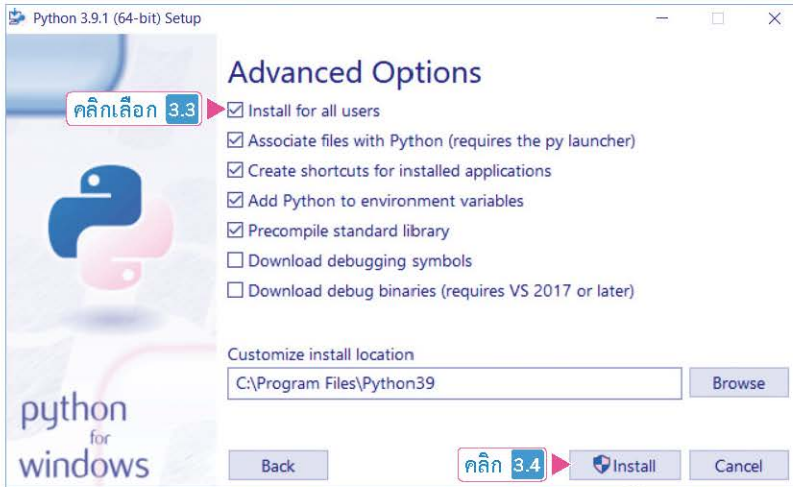 Python 3.9.1 (64-bit) Setup
Advanced Options
คลิกเลือก 3.3
Install for all users
Associate files with Python (requires the py launcher)
Create shortcuts for installed applications
Add Python to environment variables
Precompile standard library
Download debugging symbols
Download debug binaries (requires VS 2017 or later)
Customize install location
C:\Program Files\Python39
Browse
python
for
windows
Back
คลิก 3.4
Install
Cancel